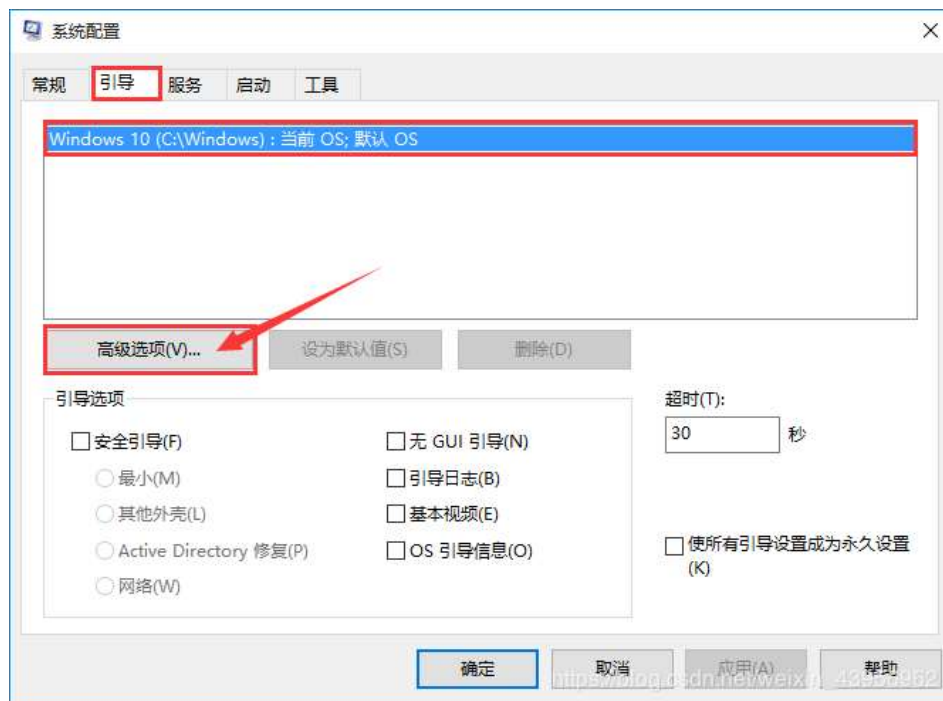 系统配置
常规 引导 服务 启动 工具
Windows 10 (C:\Windows) : 当前 OS; 默认 OS
高级选项(V)... 设为默认值(S) 删除(D)
引导选项
超时(T):
安全引导(F) 无 GUI 引导(N)
30 秒
最小(M) 引导日志(B)
其他外壳(L) 基本视频(E)
Active Directory 修复(P) OS 引导信息(O)
使所有引导设置成为永久设置
(K)
网络(W)
确定 取消 应用(A) 帮助